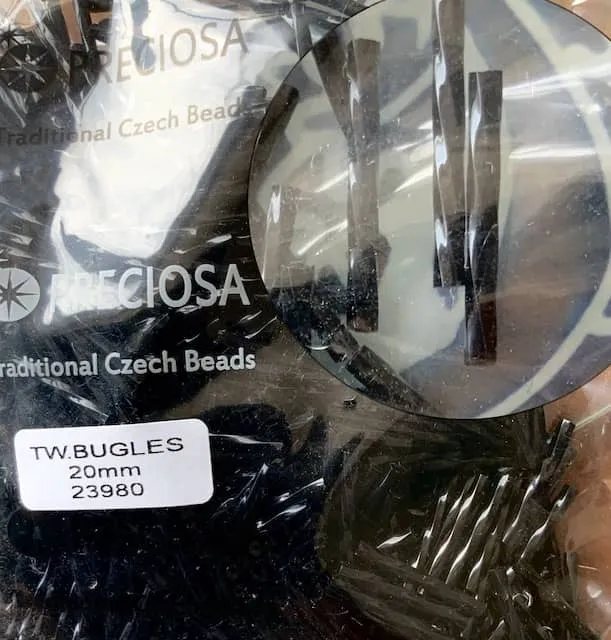 PRECIOSA
Traditional Czech Beads
PRECIOSA
Traditional Czech Beads
TW.BUGLES
20mm
23980